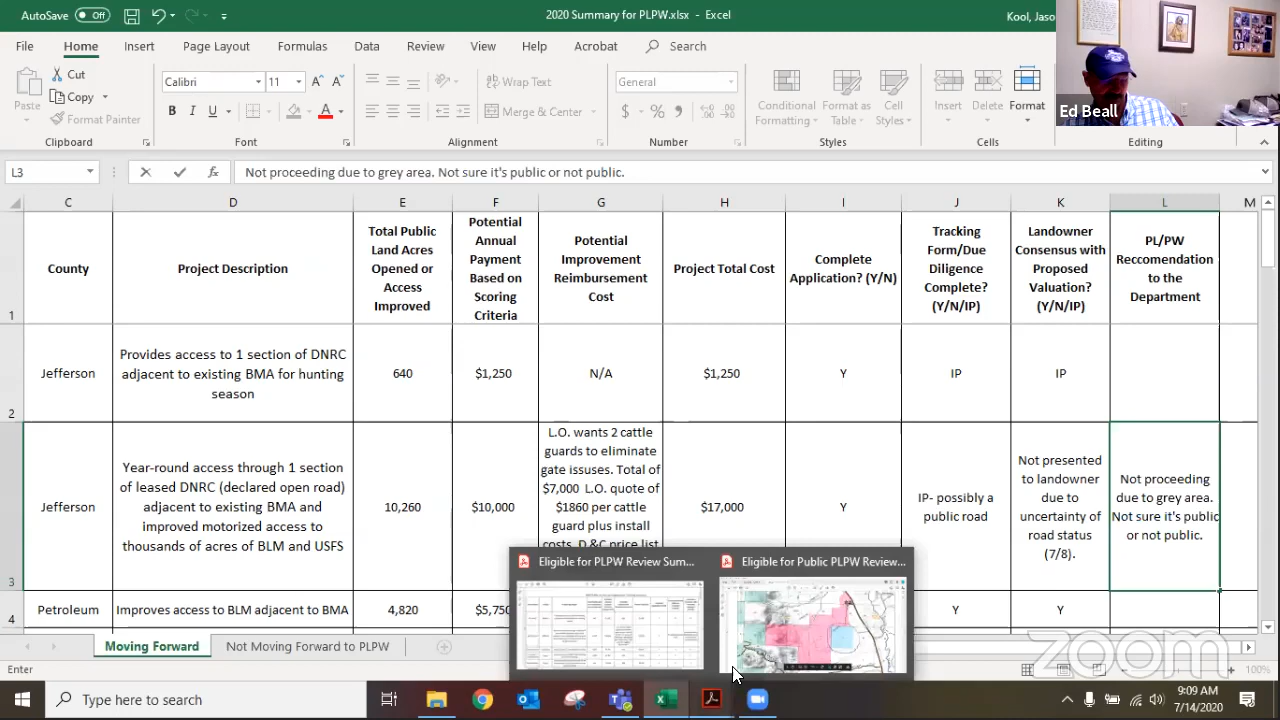 AutoSave Off
2020 Summary for PLPW.xlsx - Excel
Kool, Jaso
File Home Insert Page Layout Formulas Data Review View Help Acrobat Search
Cut
Copy
Format Painter
Paste
Clipboard
Calibri 11
B I U
Font
Wrap Text
Merge & Center
Alignment
General
$ % 9
Number
Conditional Formatting
Format as Table
Cell Styles
Styles
Insert Delete Format
Cells
Editing
Ed Beall
L3
fx
Not proceeding due to grey area. Not sure it's public or not public.
C D E F G H I J K L M
1
County
Project Description
Total Public
Land Acres
Opened or
Access
Improved
Potential
Annual
Payment
Based on
Scoring
Criteria
Potential
Improvement
Reimbursement
Cost
Project Total Cost
Complete
Application? (Y/N)
Tracking
Form/Due
Diligence
Complete?
(Y/N/IP)
Landowner
Consensus with
Proposed
Valuation?
(Y/N/IP)
PL/PW
Reccomendation
to the
Department
2
Jefferson
Provides access to 1 section of DNRC
adjacent to existing BMA for hunting
season
640
$1,250
N/A
$1,250
Y
IP
IP
3
Jefferson
Year-round access through 1 section
of leased DNRC (declared open road)
adjacent to existing BMA and
improved motorized access to
thousands of acres of BLM and USFS
10,260
$10,000
L.O. wants 2 cattle
guards to eliminate
gate issuses. Total of
$7,000 L.O. quote of
$1860 per cattle
guard plus install
costs. D &C price list
$17,000
Y
IP- possibly a
public road
Not presented
to landowner
due to
uncertainty of
road status
(7/8).
Not proceeding
due to grey area.
Not sure it's public
or not public.
4
Petroleum
Improves access to BLM adjacent to BMA
4,820
$5,750
Y
Y
Eligible for PLPW Review Sum...
Eligible for Public PLPW Review...
Moving Forward
Not Moving Forward to PLPW
Enter
100%
zoom
Type here to search
9:09 AM
7/14/2020